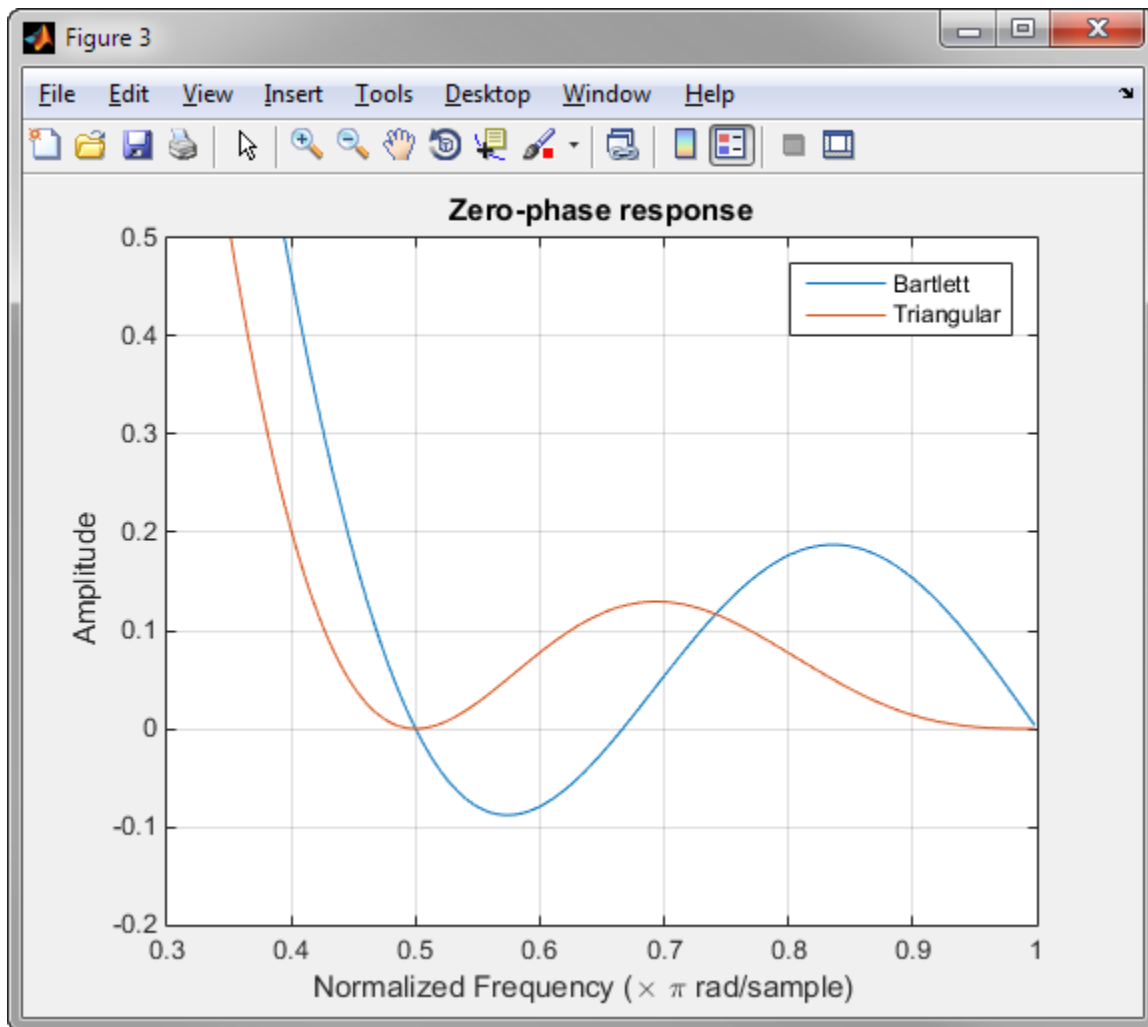 Figure 3
File Edit View Insert Tools Desktop Window Help
Zero-phase response
0.5
0.4
0.3
0.2
0.1
0
-0.1
-0.2
Amplitude
Bartlett
Triangular
0.3 0.4 0.5 0.6 0.7 0.8 0.9 1
Normalized Frequency (× π rad/sample)